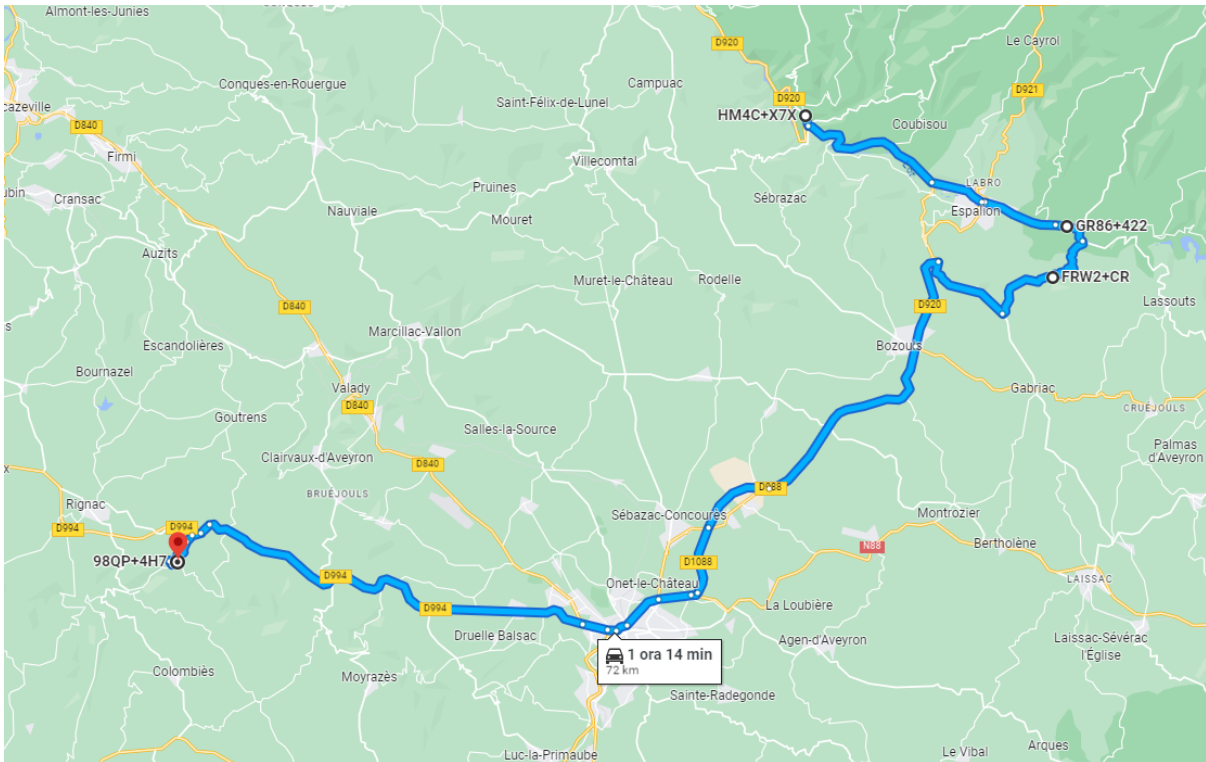 Almont-les-Junies
D920
Le Cayrol
Conques-en-Rouergue
Campuac
D921
cazeville
Saint-Félix-de-Lunel
D920
HM4C+X7X
Coubisou
D840
Firmi
Villecomtal
ubin
Cransac
Pruines
Sébrazac
LABRO
Nauviale
Mouret
Espalion
GR86+422
Auzits
Muret-le-Château
Rodelle
FRW2+CR
Lassouts
D840
D920
s
Marcillac-Vallon
Escandolières
Bozouls
Bournazel
Valady
Gabriac
D840
CRUÉJOULS
Goutrens
Salles-la-Source
Palmas
d'Aveyron
Clairvaux-d'Aveyron
D840
x
BRUÉJOULS
D988
Rignac
Sébazac-Concourès
Montrozier
D994
D994
N88
Bertholène
98QP+4H7
D1088
D994
Onet-le-Château
LAISSAC
D994
La Loubière
Druelle Balsac
Agen-d'Aveyron
Laissac-Sévérac
l'Église
1 ora 14 min
72 km
Colombiès
Moyrazès
Sainte-Radegonde
Luc-la-Primaube
Le Vibal
Arques